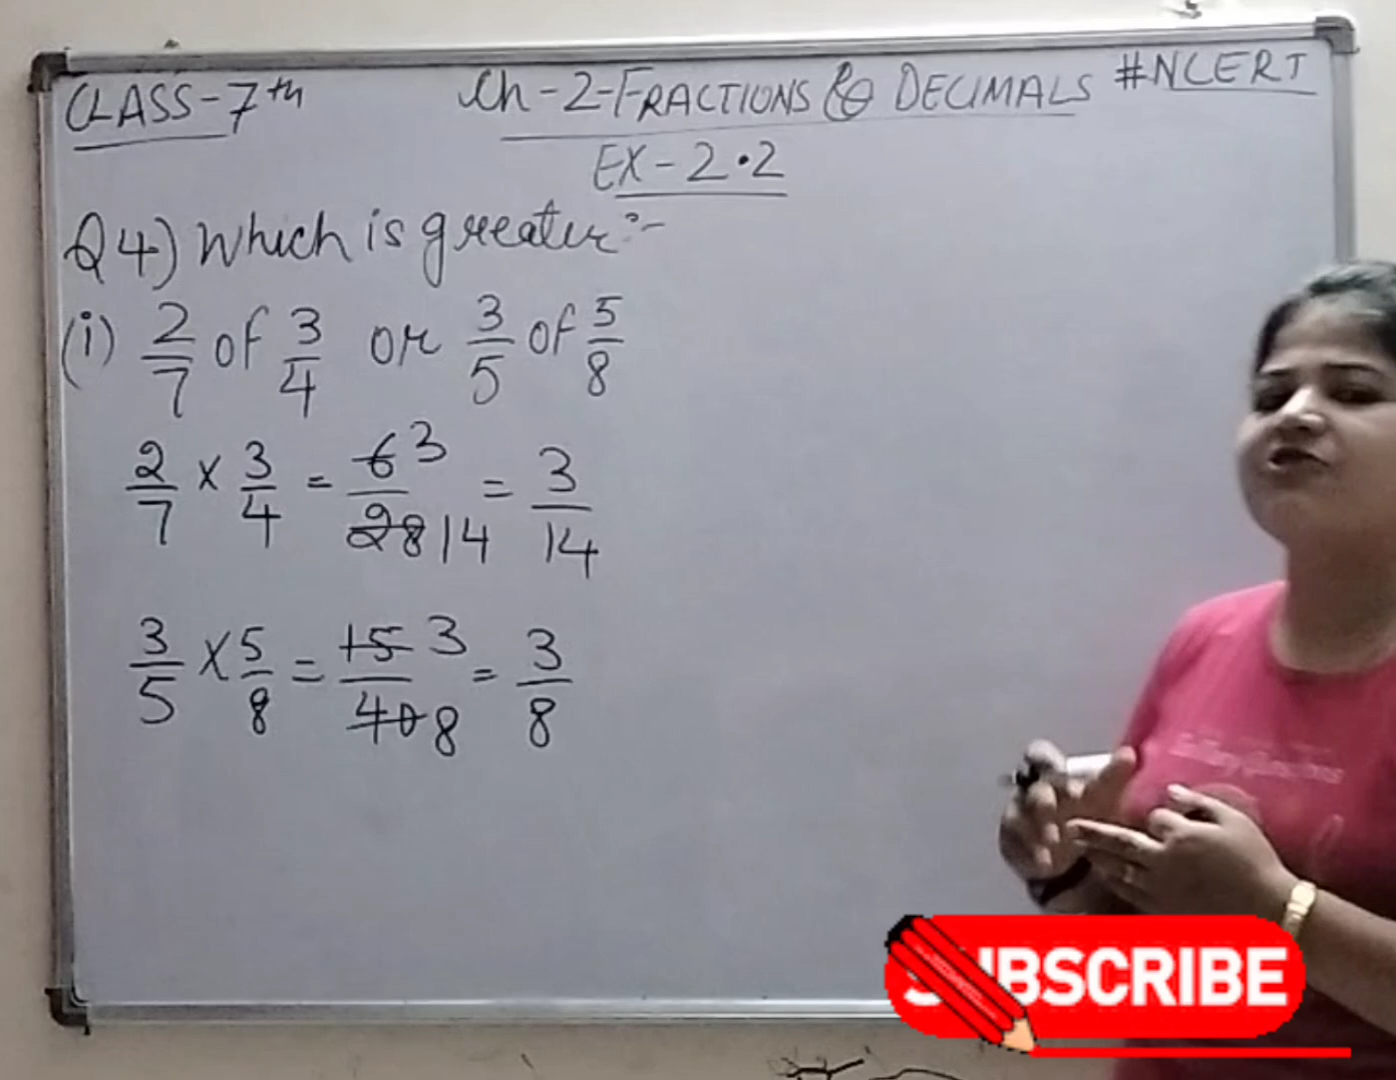 CLASS-7th Ch-2-FRACTIONS & DECIMALS #NCERT
EX-2.2
Q4) Which is greater:-
(i) 2/7 of 3/4 or 3/5 of 5/8
2/7 × 3/4 = 6 3/28 14 = 3/14
3/5 × 5/8 = 15 3/40 8 = 3/8
SUBSCRIBE